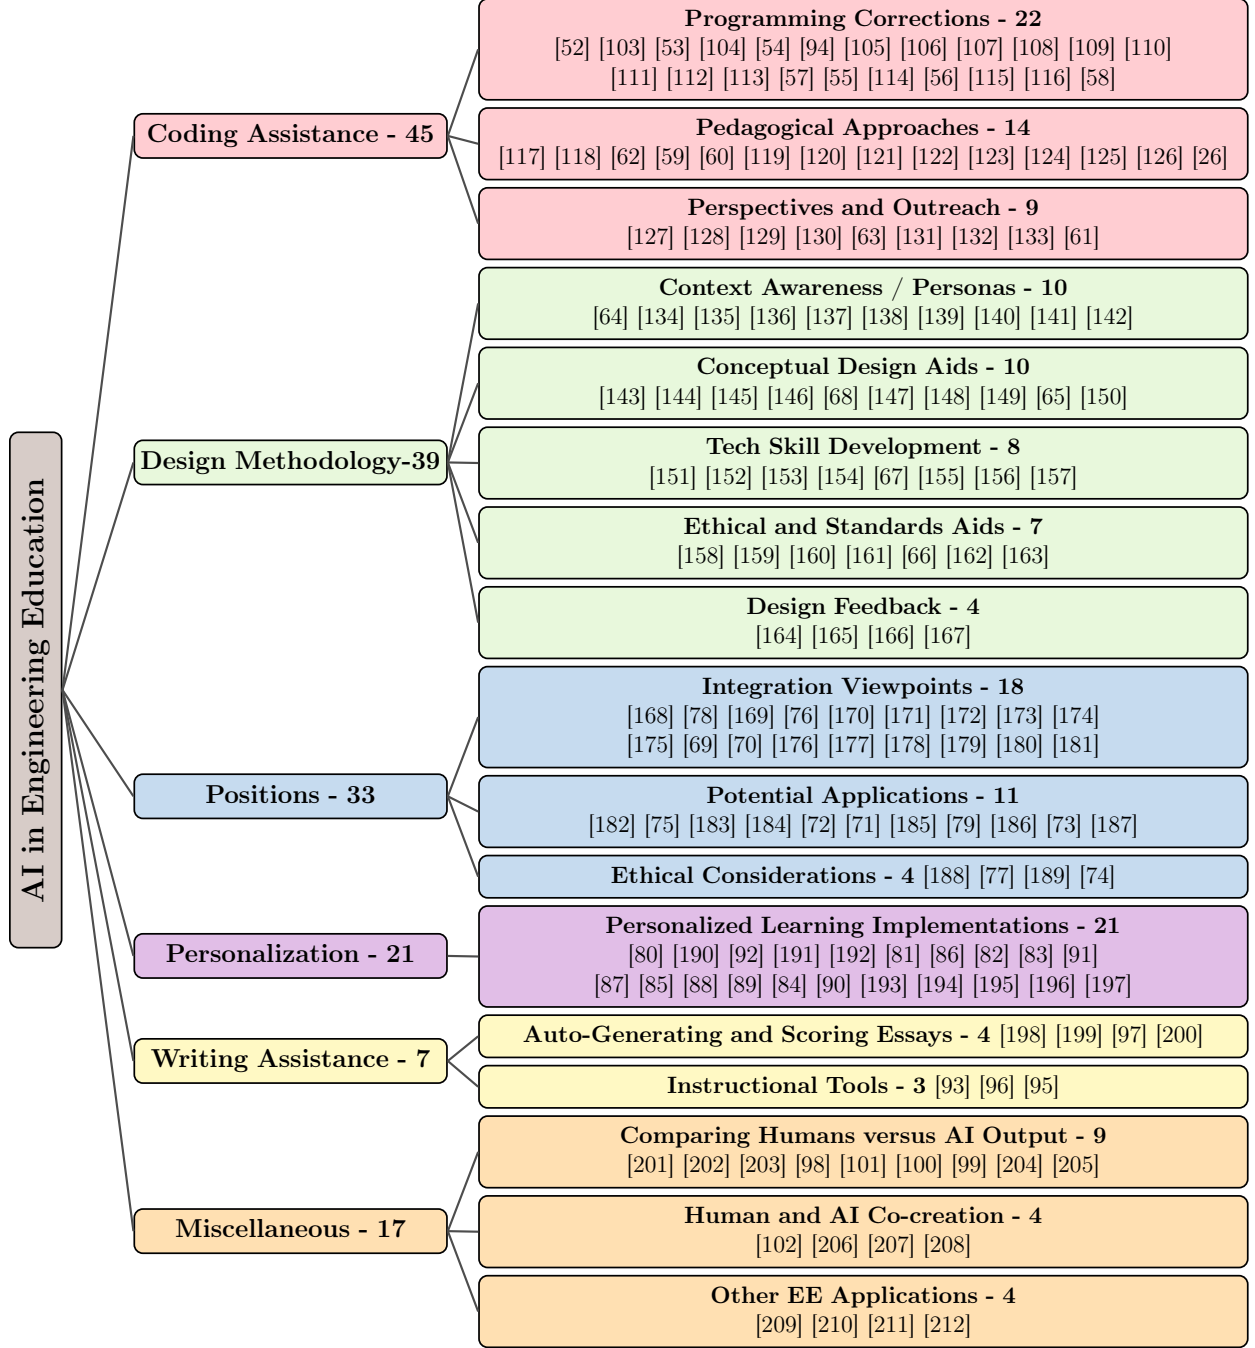 AI in Engineering Education
Coding Assistance - 45
Programming Corrections - 22
[52] [103] [53] [104] [54] [94] [105] [106] [107] [108] [109] [110]
[111] [112] [113] [57] [55] [114] [56] [115] [116] [58]
Pedagogical Approaches - 14
[117] [118] [62] [59] [60] [119] [120] [121] [122] [123] [124] [125] [126] [26]
Perspectives and Outreach - 9
[127] [128] [129] [130] [63] [131] [132] [133] [61]
Design Methodology-39
Context Awareness / Personas - 10
[64] [134] [135] [136] [137] [138] [139] [140] [141] [142]
Conceptual Design Aids - 10
[143] [144] [145] [146] [68] [147] [148] [149] [65] [150]
Tech Skill Development - 8
[151] [152] [153] [154] [67] [155] [156] [157]
Ethical and Standards Aids - 7
[158] [159] [160] [161] [66] [162] [163]
Design Feedback - 4
[164] [165] [166] [167]
Positions - 33
Integration Viewpoints - 18
[168] [78] [169] [76] [170] [171] [172] [173] [174]
[175] [69] [70] [176] [177] [178] [179] [180] [181]
Potential Applications - 11
[182] [75] [183] [184] [72] [71] [185] [79] [186] [73] [187]
Ethical Considerations - 4 [188] [77] [189] [74]
Personalization - 21
Personalized Learning Implementations - 21
[80] [190] [92] [191] [192] [81] [86] [82] [83] [91]
[87] [85] [88] [89] [84] [90] [193] [194] [195] [196] [197]
Writing Assistance - 7
Auto-Generating and Scoring Essays - 4 [198] [199] [97] [200]
Instructional Tools - 3 [93] [96] [95]
Miscellaneous - 17
Comparing Humans versus AI Output - 9
[201] [202] [203] [98] [101] [100] [99] [204] [205]
Human and AI Co-creation - 4
[102] [206] [207] [208]
Other EE Applications - 4
[209] [210] [211] [212]